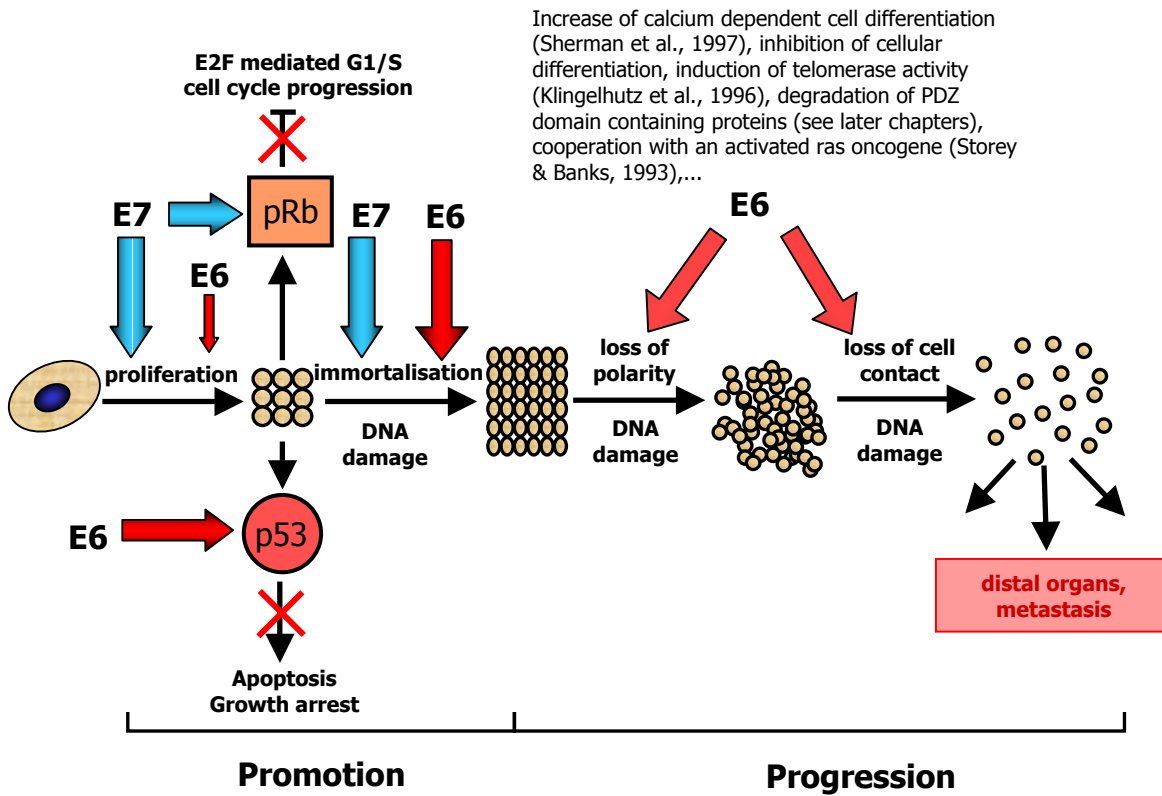 Increase of calcium dependent cell differentiation
(Sherman et al., 1997), inhibition of cellular
differentiation, induction of telomerase activity
(Klingelhutz et al., 1996), degradation of PDZ
domain containing proteins (see later chapters),
cooperation with an activated ras oncogene (Storey
& Banks, 1993),...
E2F mediated G1/S
cell cycle progression
E7
pRb
E7
E6
E6
E6
proliferation
immortalisation
loss of
polarity
loss of cell
contact
DNA
damage
DNA
damage
DNA
damage
E6
p53
distal organs,
metastasis
Apoptosis
Growth arrest
Promotion
Progression